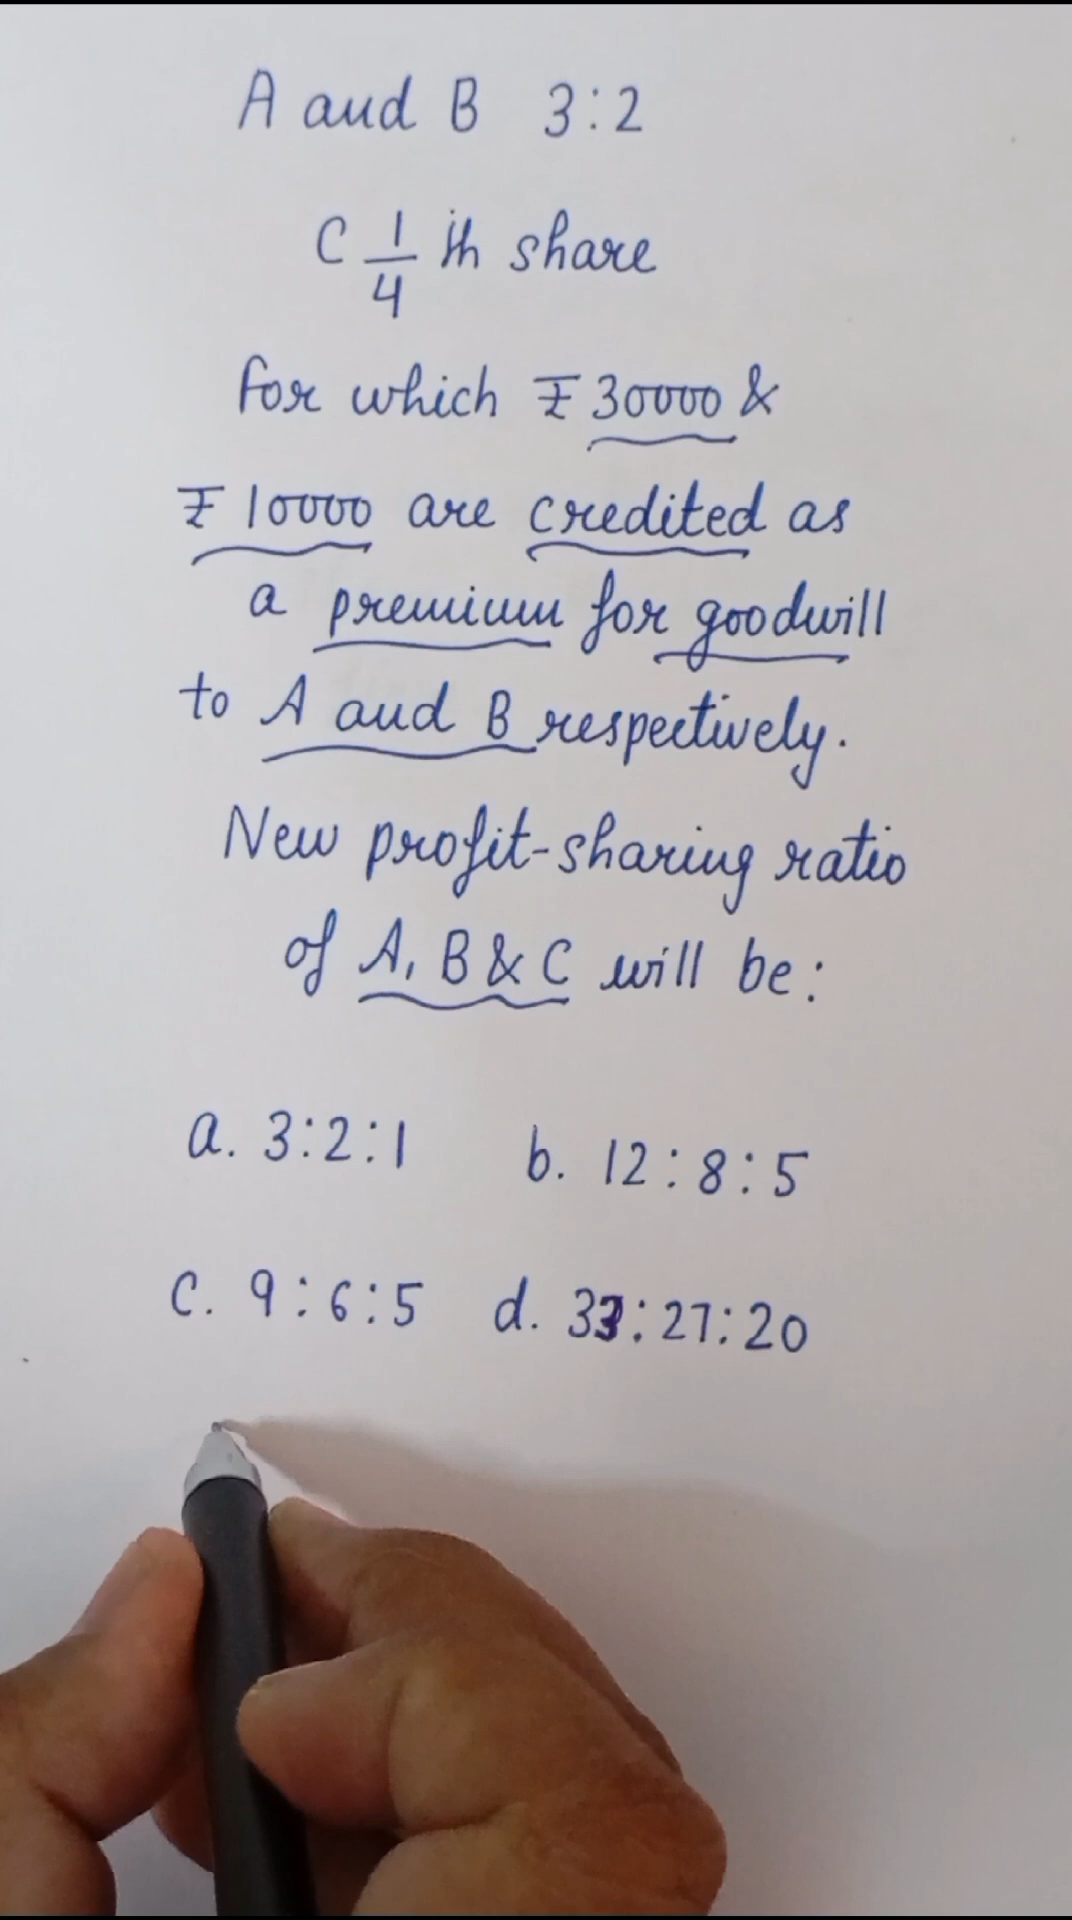 A and B 3:2
C 1/4 th share
for which ₹30000 &
₹10000 are credited as
a premium for goodwill
to A and B respectively.
New profit-sharing ratio
of A, B & C will be:
a. 3:2:1 b. 12:8:5
c. 9:6:5 d. 33:27:20